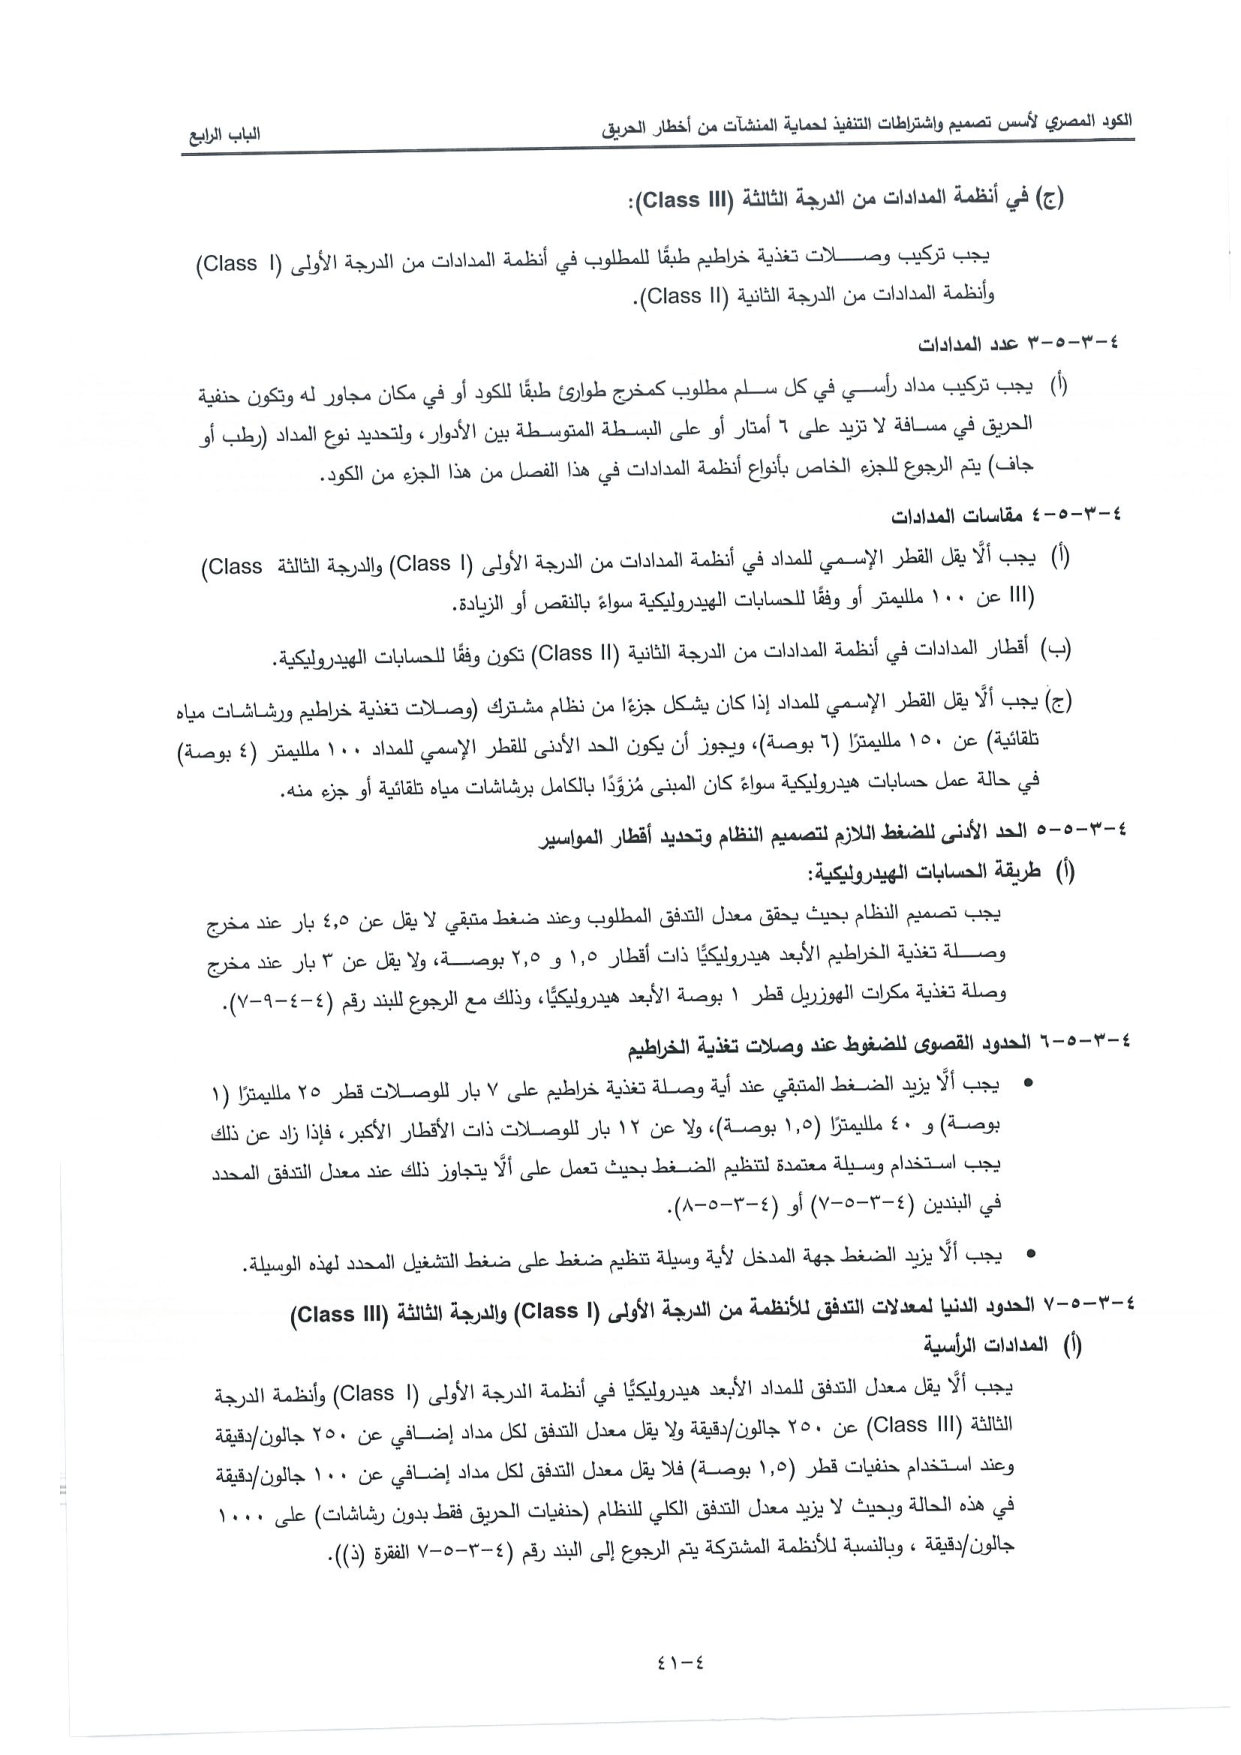 الكود المصري لأسس تصميم واشتراطات التنفيذ لحماية المنشآت من أخطار الحريق
الباب الرابع
(ج) في أنظمة المدادات من الدرجة الثالثة (Class III):
يجب تركيب وصلات تغذية خراطيم طبقًا للمطلوب في أنظمة المدادات من الدرجة الأولى (Class I)
وأنظمة المدادات من الدرجة الثانية (Class II).
٤-٣-٥-٣ عدد المدادات
(أ) يجب تركيب مداد رأسي في كل سلم مطلوب كمخرج طوارئ طبقًا للكود أو في مكان مجاور له وتكون حنفية
الحريق في مسافة لا تزيد على ٦ أمتار أو على البسطة المتوسطة بين الأدوار، ولتحديد نوع المداد (رطب أو
جاف) يتم الرجوع للجزء الخاص بأنواع أنظمة المدادات في هذا الفصل من هذا الجزء من الكود.
٤-٣-٥-٤ مقاسات المدادات
(أ) يجب ألَّا يقل القطر الإسمي للمداد في أنظمة المدادات من الدرجة الأولى (Class I) والدرجة الثالثة (Class
III) عن ١٠٠ ملليمتر أو وفقًا للحسابات الهيدروليكية سواءً بالنقص أو الزيادة.
(ب) أقطار المدادات في أنظمة المدادات من الدرجة الثانية (Class II) تكون وفقًا للحسابات الهيدروليكية.
(ج) يجب ألَّا يقل القطر الإسمي للمداد إذا كان يشكل جزءًا من نظام مشترك (وصلات تغذية خراطيم ورشاشات مياه
تلقائية) عن ١٥٠ ملليمترًا (٦ بوصة)، ويجوز أن يكون الحد الأدنى للقطر الإسمي للمداد ١٠٠ ملليمتر (٤ بوصة)
في حالة عمل حسابات هيدروليكية سواءً كان المبنى مُزوَّدًا بالكامل برشاشات مياه تلقائية أو جزء منه.
٤-٣-٥-٥ الحد الأدنى للضغط اللازم لتصميم النظام وتحديد أقطار المواسير
(أ) طريقة الحسابات الهيدروليكية:
يجب تصميم النظام بحيث يحقق معدل التدفق المطلوب وعند ضغط متبقي لا يقل عن ٤,٥ بار عند مخرج
وصلة تغذية الخراطيم الأبعد هيدروليكيًّا ذات أقطار ١,٥ و ٢,٥ بوصة، ولا يقل عن ٣ بار عند مخرج
وصلة تغذية مكرات الهوزريل قطر ١ بوصة الأبعد هيدروليكيًّا، وذلك مع الرجوع للبند رقم (٤-٤-٩-٧).
٤-٣-٥-٦ الحدود القصوى للضغوط عند وصلات تغذية الخراطيم
• يجب ألَّا يزيد الضغط المتبقي عند أية وصلة تغذية خراطيم على ٧ بار للوصلات قطر ٢٥ ملليمترًا (١
بوصة) و ٤٠ ملليمترًا (١,٥ بوصة)، ولا عن ١٢ بار للوصلات ذات الأقطار الأكبر، فإذا زاد عن ذلك
يجب استخدام وسيلة معتمدة لتنظيم الضغط بحيث تعمل على ألَّا يتجاوز ذلك عند معدل التدفق المحدد
في البندين (٤-٣-٥-٧) أو (٤-٣-٥-٨).
• يجب ألَّا يزيد الضغط جهة المدخل لأية وسيلة تنظيم ضغط على ضغط التشغيل المحدد لهذه الوسيلة.
٤-٣-٥-٧ الحدود الدنيا لمعدلات التدفق للأنظمة من الدرجة الأولى (Class I) والدرجة الثالثة (Class III)
(أ) المدادات الرأسية
يجب ألَّا يقل معدل التدفق للمداد الأبعد هيدروليكيًّا في أنظمة الدرجة الأولى (Class I) وأنظمة الدرجة
الثالثة (Class III) عن ٢٥٠ جالون/دقيقة ولا يقل معدل التدفق لكل مداد إضافي عن ٢٥٠ جالون/دقيقة
وعند استخدام حنفيات قطر (١,٥ بوصة) فلا يقل معدل التدفق لكل مداد إضافي عن ١٠٠ جالون/دقيقة
في هذه الحالة وبحيث لا يزيد معدل التدفق الكلي للنظام (حنفيات الحريق فقط بدون رشاشات) على ١٠٠٠
جالون/دقيقة ، وبالنسبة للأنظمة المشتركة يتم الرجوع إلى البند رقم (٤-٣-٥-٧ الفقرة (ذ)).
٤-٤١